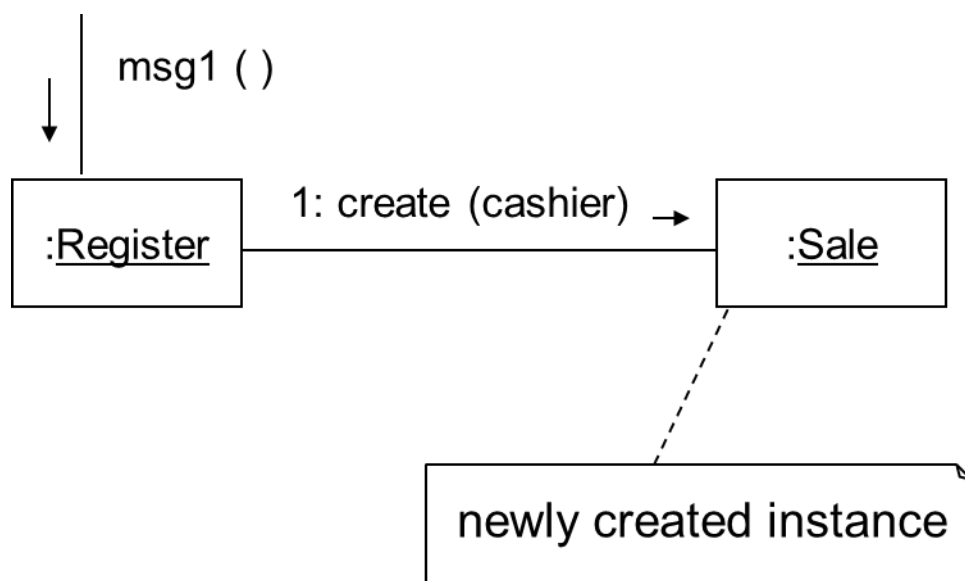 msg1 ( )
1: create (cashier)
:Register
:Sale
newly created instance